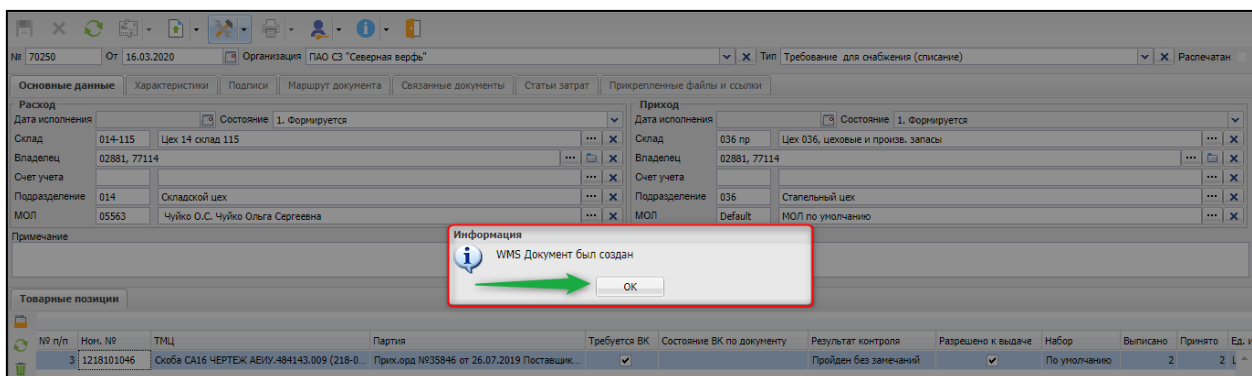 № 70250 От 16.03.2020 Организация ПАО СЗ "Северная верфь" Тип Требование для снабжения (списание) Распечатан
Основные данные Характеристики Подписи Маршрут документа Связанные документы Статьи затрат Прикрепленные файлы и ссылки
Расход
Дата исполнения Состояние 1. Формируется
Склад 014-115 Цех 14 склад 115
Владелец 02881, 77114
Счет учета
Подразделение 014 Складской цех
МОЛ 05563 Чуйко О.С. Чуйко Ольга Сергеевна
Приход
Дата исполнения Состояние 1. Формируется
Склад 036 пр Цех 036, цеховые и произв. запасы
Владелец 02881, 77114
Счет учета
Подразделение 036 Стапельный цех
МОЛ Default МОЛ по умолчанию
Примечание
Информация
WMS Документ был создан
ОК
Товарные позиции
№ п/п Ном. № ТМЦ Партия Требуется ВК Состояние ВК по документу Результат контроля Разрешено к выдаче Набор Выписано Принято Ед. и
3 1218101046 Скоба СА16 ЧЕРТЕЖ АЕИУ.484143.009 (218-0... Прих.орд №35846 от 26.07.2019 Поставщик... Пройден без замечаний По умолчанию 2 2